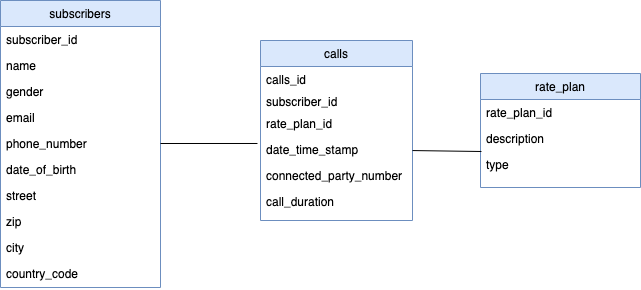 subscribers
subscriber_id
name
gender
email
phone_number
date_of_birth
street
zip
city
country_code
calls
calls_id
subscriber_id
rate_plan_id
date_time_stamp
connected_party_number
call_duration
rate_plan
rate_plan_id
description
type